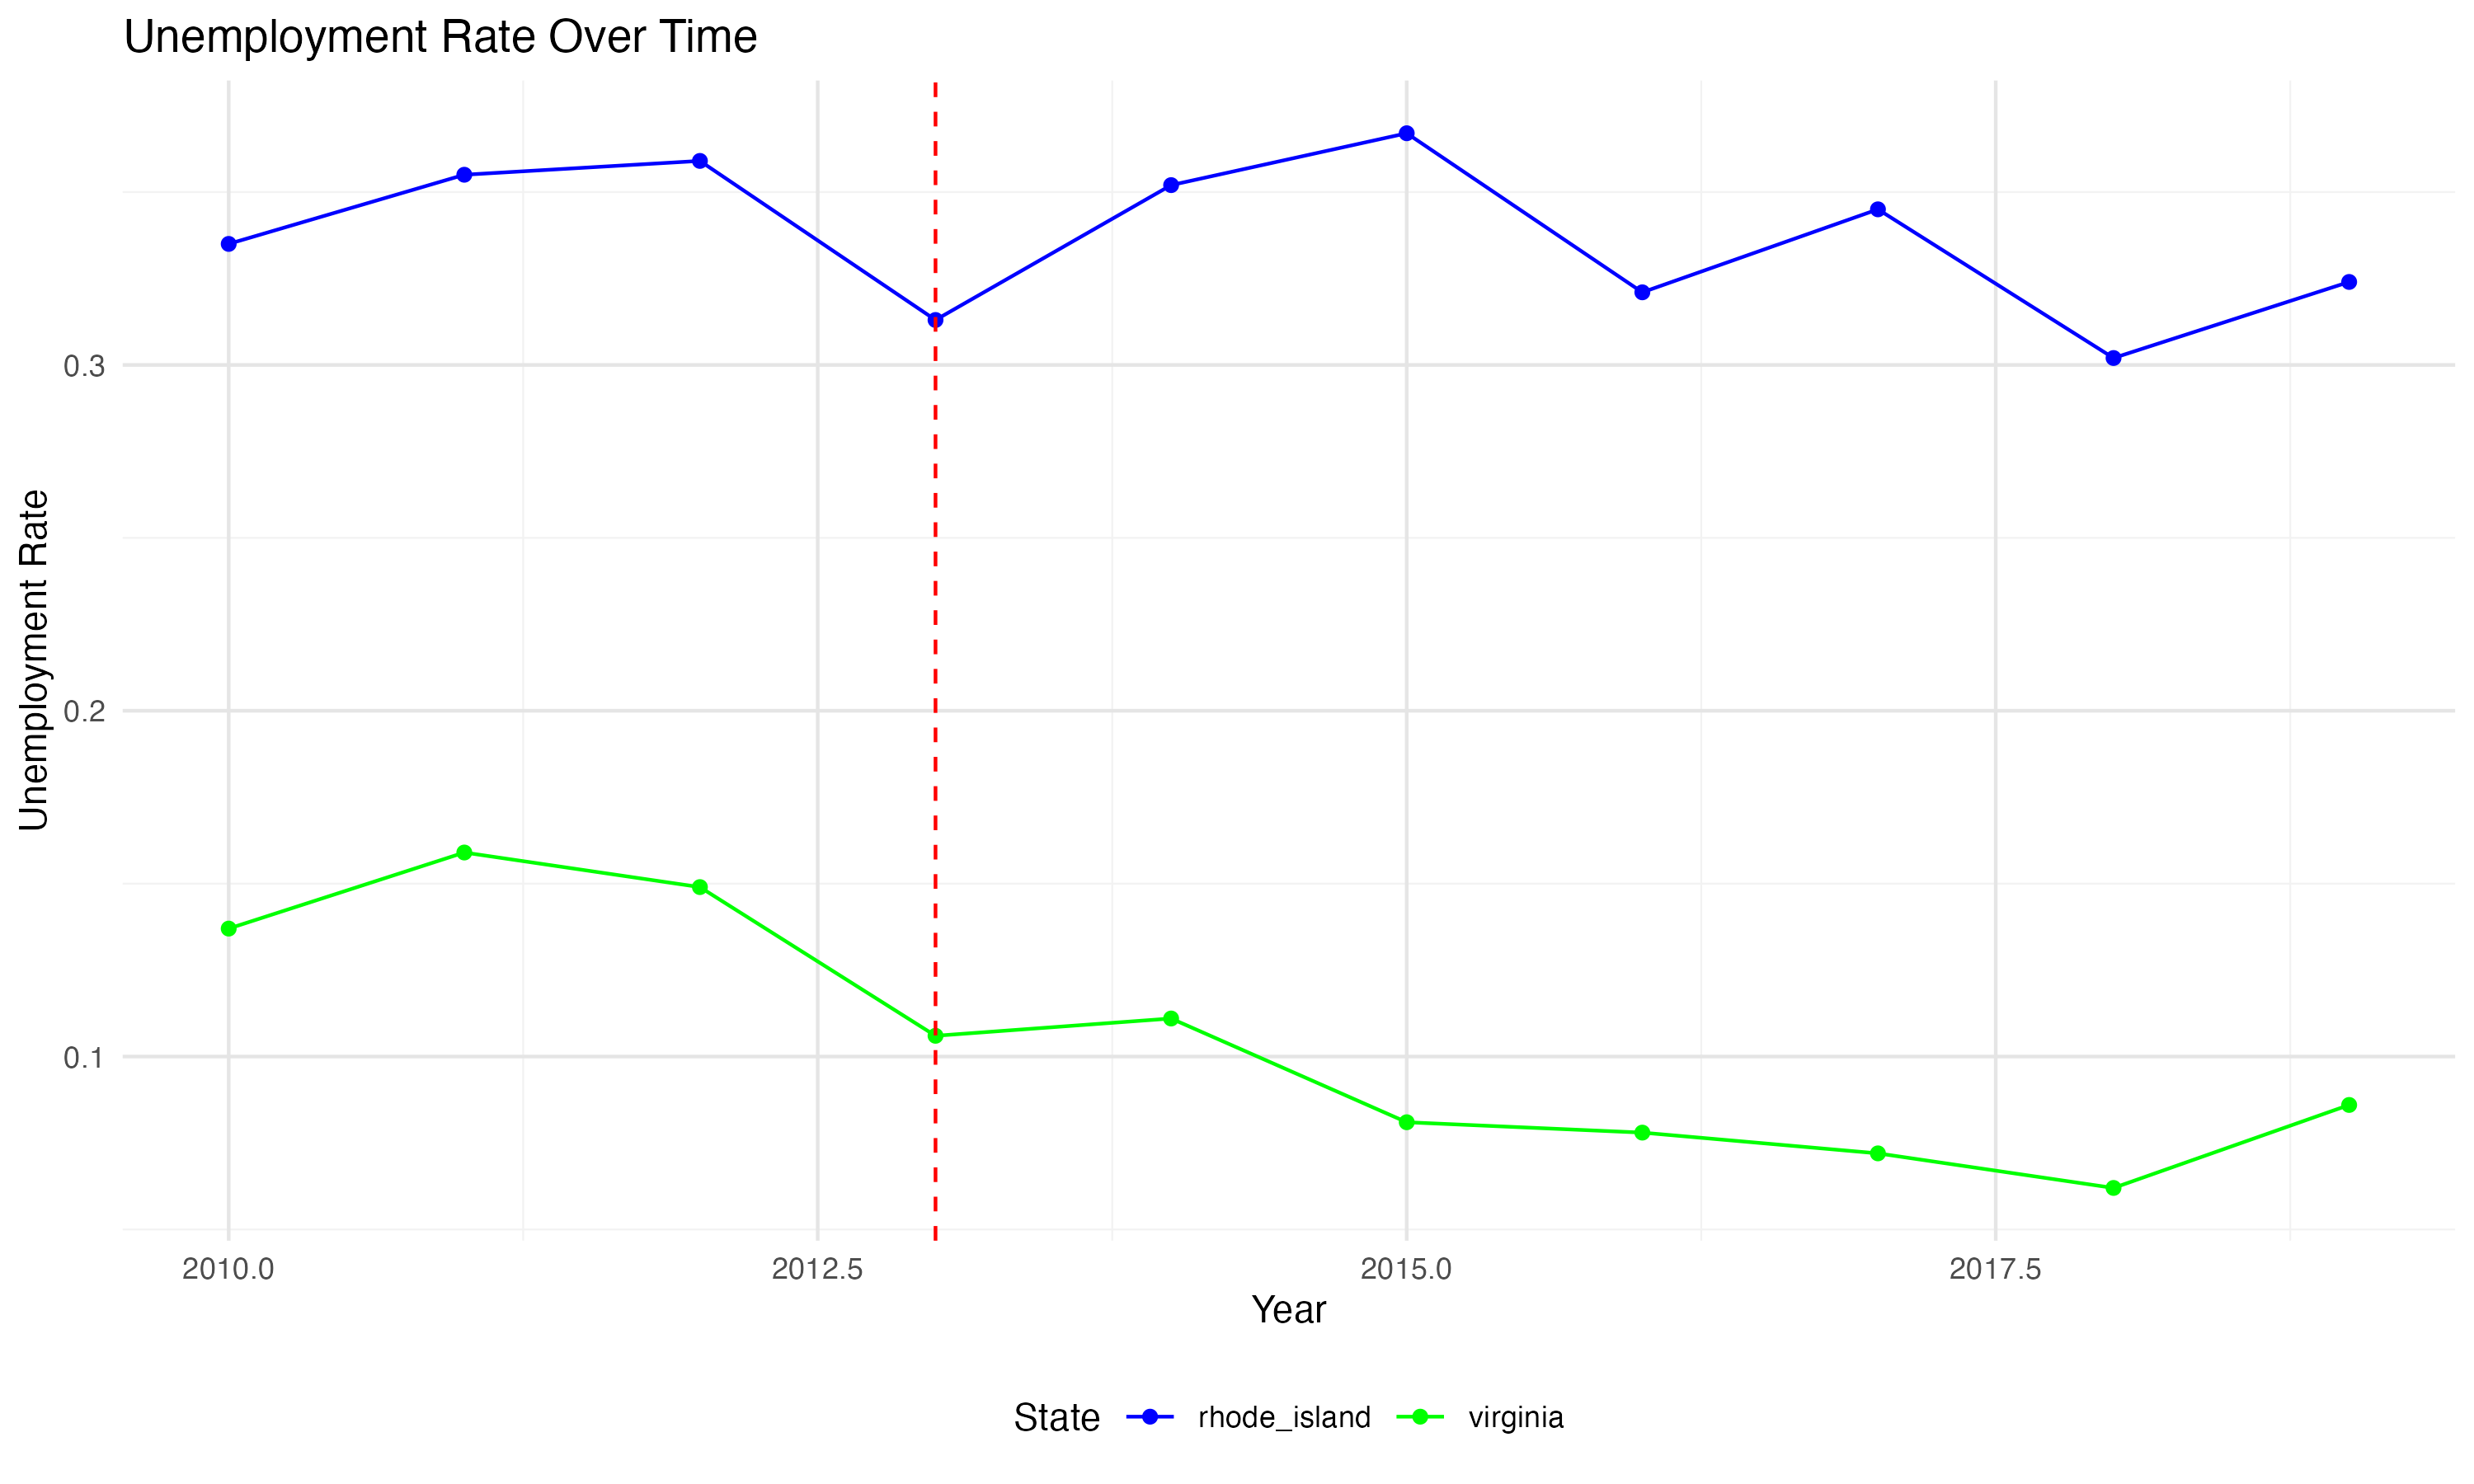 Unemployment Rate Over Time
Unemployment Rate
0.3
0.2
0.1
2010.0 2012.5 2015.0 2017.5
Year
State rhode_island virginia